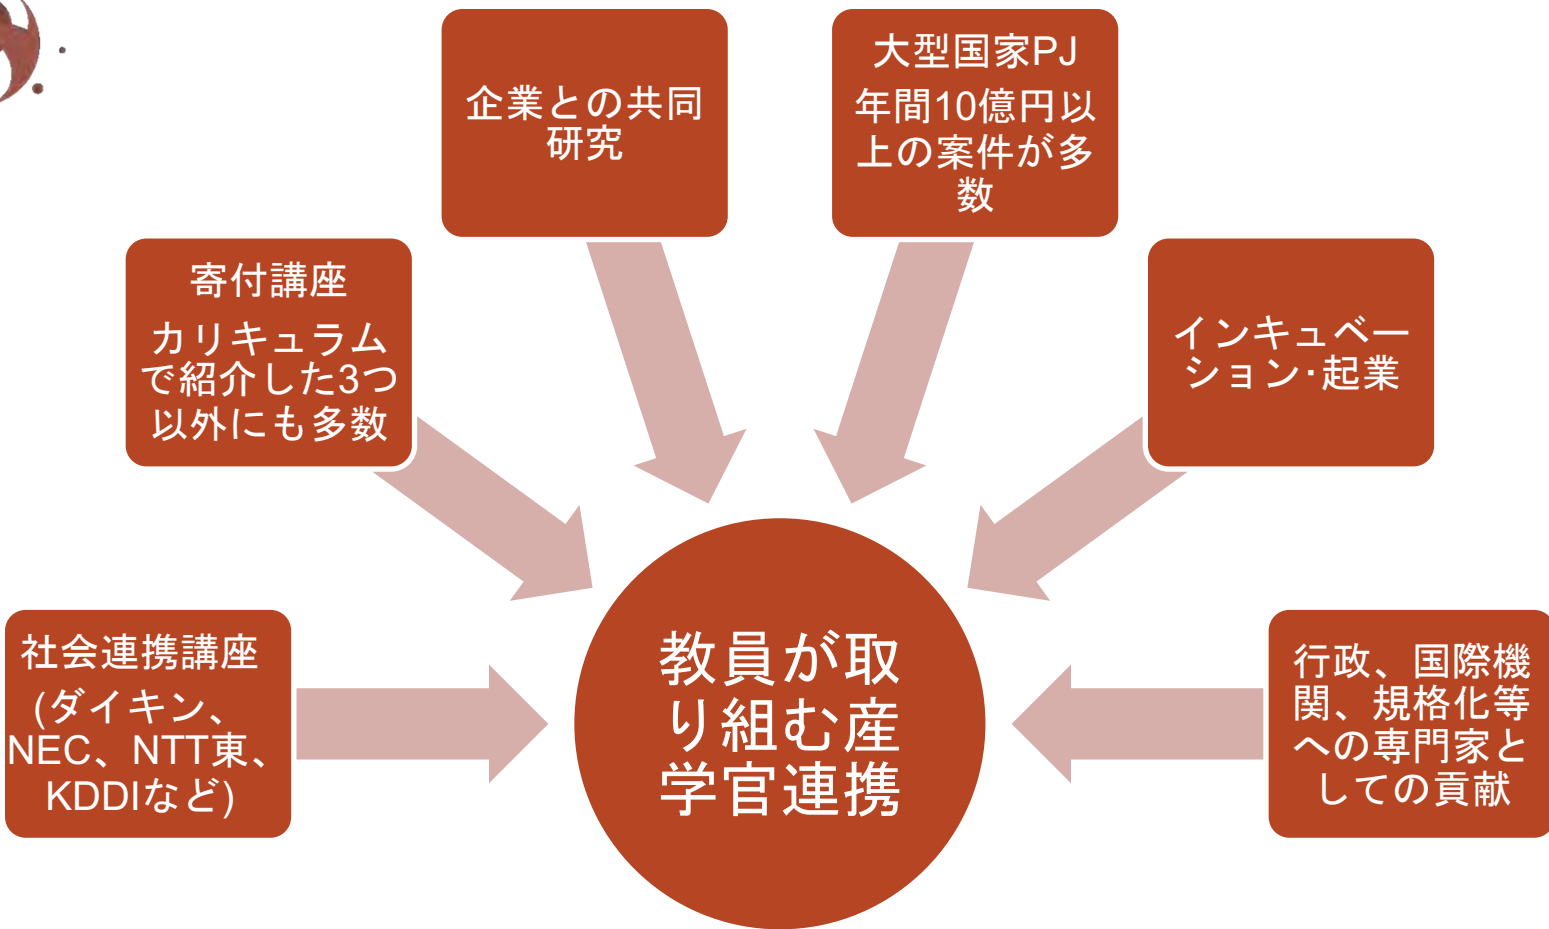 企業との共同
研究
大型国家PJ
年間10億円以
上の案件が多
数
寄付講座
カリキュラム
で紹介した3つ
以外にも多数
インキュベー
ション･起業
社会連携講座
(ダイキン、
NEC、NTT東、
KDDIなど)
教員が取
り組む産
学官連携
行政、国際機
関、規格化等
への専門家と
しての貢献